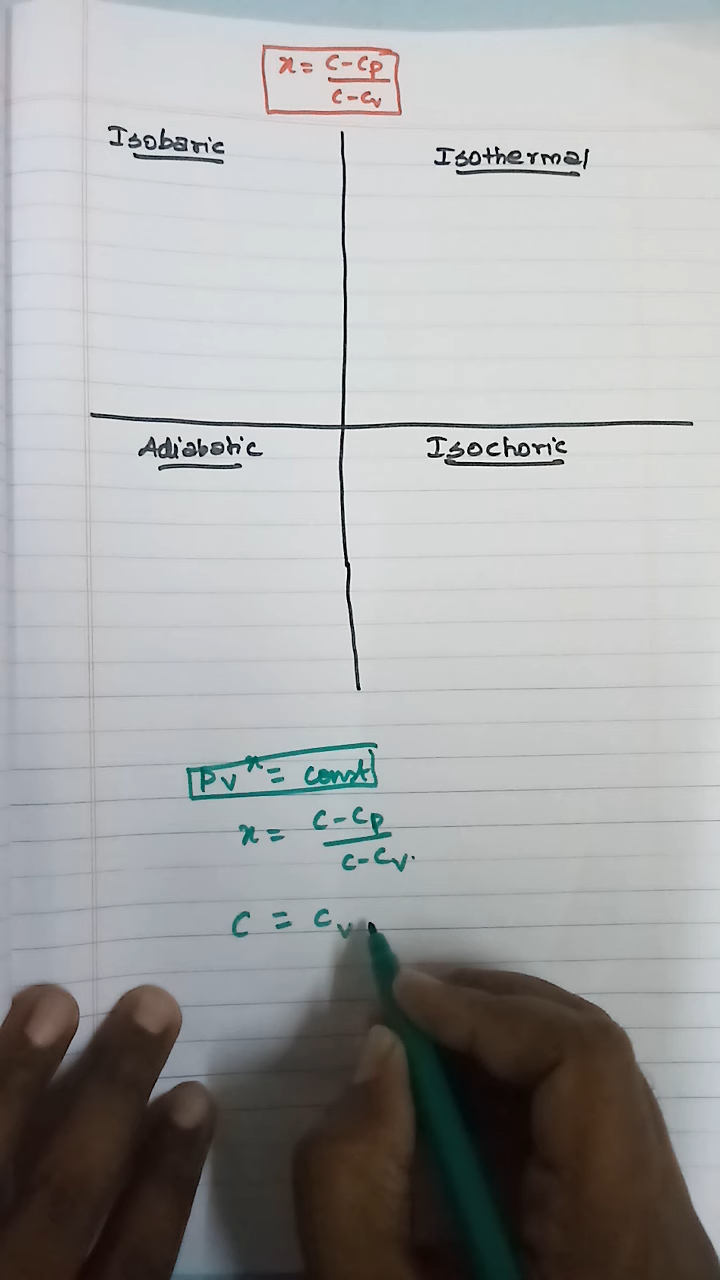 x = C-Cp / C-Cv
Isobaric
Isothermal
Adiabatic
Isochoric
PV^x = const
x = C-Cp / C-Cv.
C = Cv